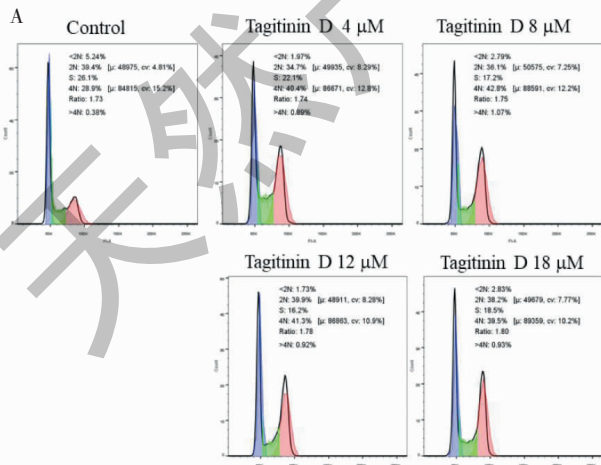 A
Control
<2N: 5.24%
2N: 39.4% [μ: 48975, cv: 4.81%]
S: 26.1%
4N: 28.9% [μ: 84815, cv: 15.2%]
Ratio: 1.73
>4N: 0.38%
Tagitinin D 4 μM
<2N: 1.97%
2N: 34.7% [μ: 49935, cv: 8.29%]
S: 22.1%
4N: 40.4% [μ: 86671, cv: 12.8%]
Ratio: 1.74
>4N: 0.89%
Tagitinin D 8 μM
<2N: 2.79%
2N: 36.1% [μ: 50575, cv: 7.25%]
S: 17.2%
4N: 42.8% [μ: 88591, cv: 12.2%]
Ratio: 1.75
>4N: 1.07%
Tagitinin D 12 μM
<2N: 1.73%
2N: 39.9% [μ: 48911, cv: 8.28%]
S: 16.2%
4N: 41.3% [μ: 86863, cv: 10.9%]
Ratio: 1.78
>4N: 0.92%
Tagitinin D 18 μM
<2N: 2.83%
2N: 38.2% [μ: 49679, cv: 7.77%]
S: 18.5%
4N: 39.5% [μ: 89359, cv: 10.2%]
Ratio: 1.80
>4N: 0.93%
天然